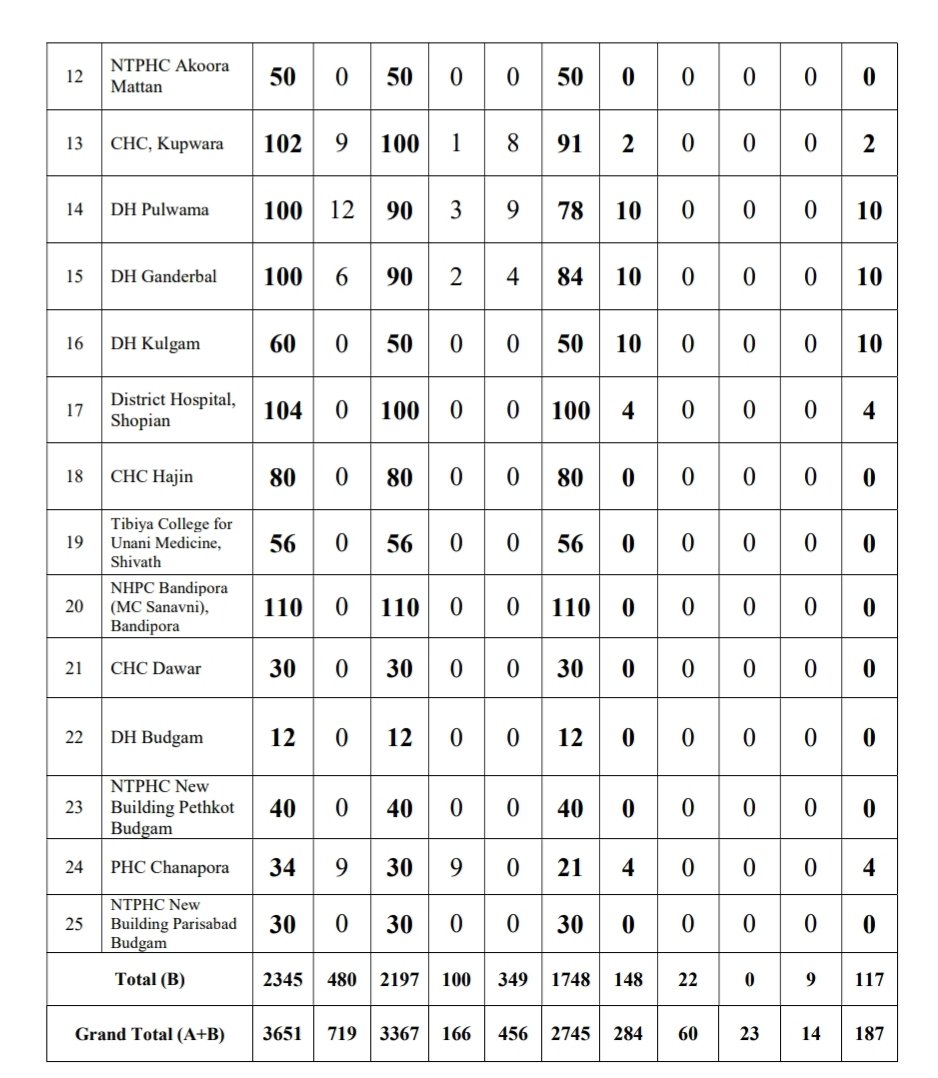 12 NTPHC Akoora Mattan 50 0 50 0 0 50 0 0 0 0 0
13 CHC, Kupwara 102 9 100 1 8 91 2 0 0 0 2
14 DH Pulwama 100 12 90 3 9 78 10 0 0 0 10
15 DH Ganderbal 100 6 90 2 4 84 10 0 0 0 10
16 DH Kulgam 60 0 50 0 0 50 10 0 0 0 10
17 District Hospital, Shopian 104 0 100 0 0 100 4 0 0 0 4
18 CHC Hajin 80 0 80 0 0 80 0 0 0 0 0
19 Tibiya College for Unani Medicine, Shivath 56 0 56 0 0 56 0 0 0 0 0
20 NHPC Bandipora (MC Sanavni), Bandipora 110 0 110 0 0 110 0 0 0 0 0
21 CHC Dawar 30 0 30 0 0 30 0 0 0 0 0
22 DH Budgam 12 0 12 0 0 12 0 0 0 0 0
23 NTPHC New Building Pethkot Budgam 40 0 40 0 0 40 0 0 0 0 0
24 PHC Chanapora 34 9 30 9 0 21 4 0 0 0 4
25 NTPHC New Building Parisabad Budgam 30 0 30 0 0 30 0 0 0 0 0
Total (B) 2345 480 2197 100 349 1748 148 22 0 9 117
Grand Total (A+B) 3651 719 3367 166 456 2745 284 60 23 14 187